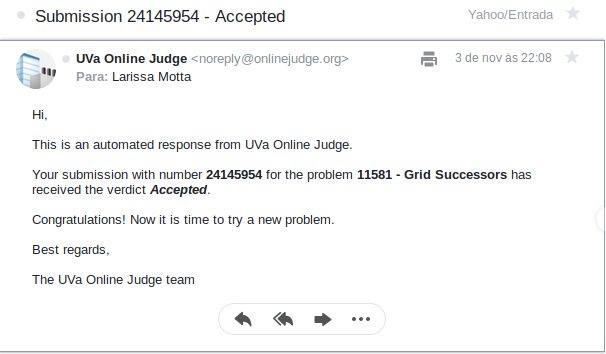 Submission 24145954 - Accepted
Yahoo/Entrada
UVa Online Judge <noreply@onlinejudge.org>
3 de nov às 22:08
Para: Larissa Motta
Hi,
This is an automated response from UVa Online Judge.
Your submission with number 24145954 for the problem 11581 - Grid Successors has
received the verdict Accepted.
Congratulations! Now it is time to try a new problem.
Best regards,
The UVa Online Judge team